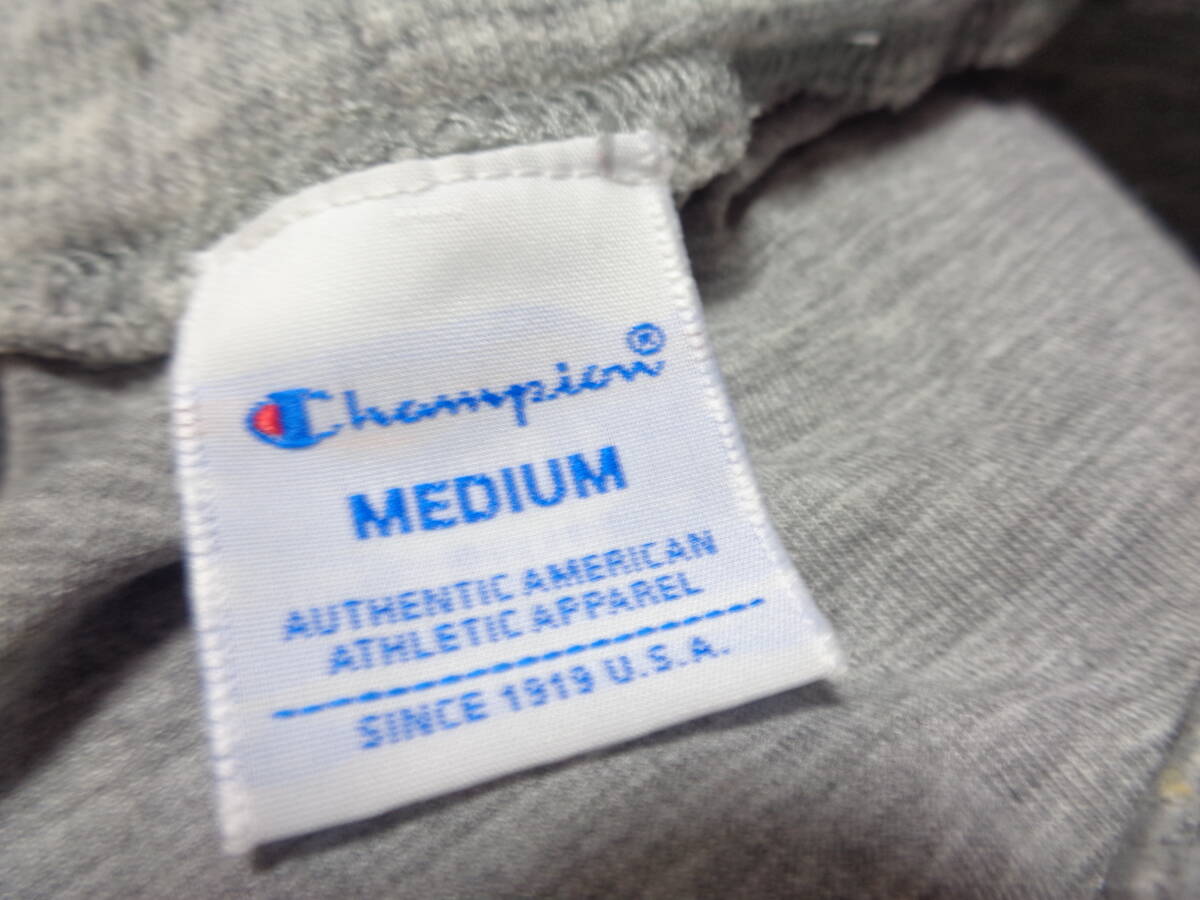 Champion®
MEDIUM
AUTHENTIC AMERICAN
ATHLETIC APPAREL
SINCE 1919 U.S.A.